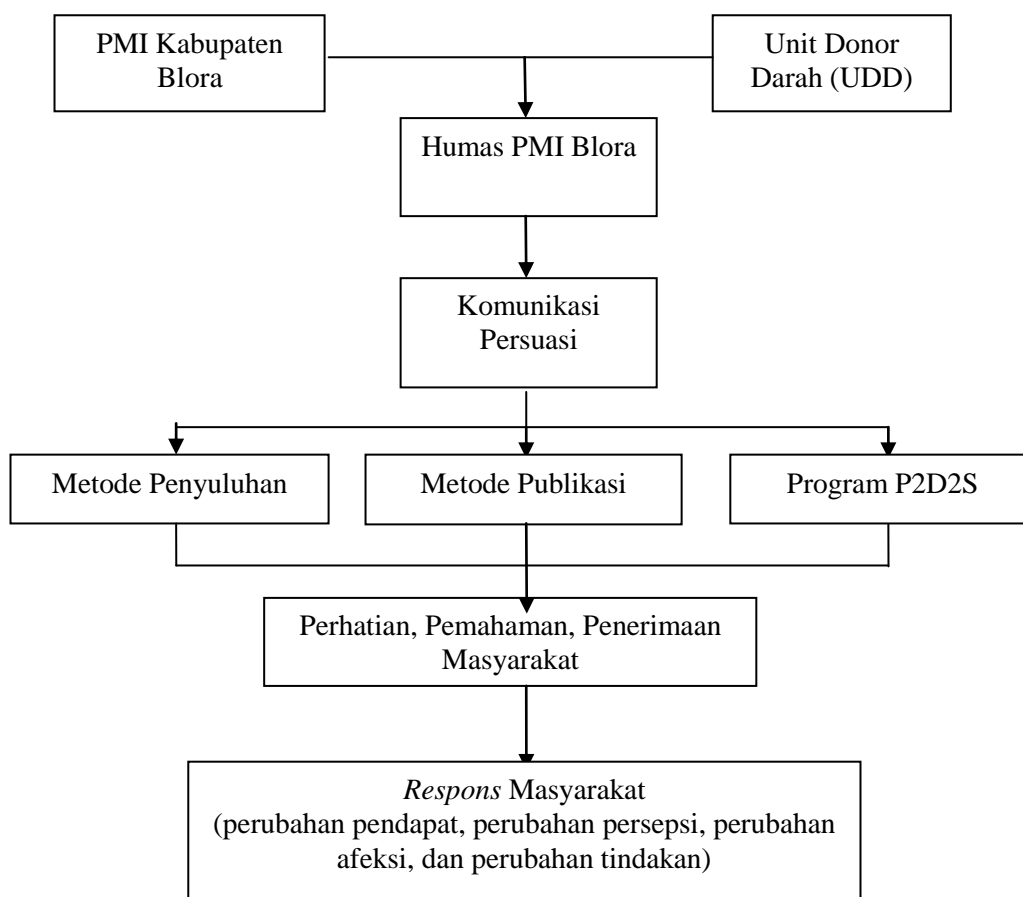 PMI Kabupaten
Blora
Unit Donor
Darah (UDD)
Humas PMI Blora
Komunikasi
Persuasi
Metode Penyuluhan
Metode Publikasi
Program P2D2S
Perhatian, Pemahaman, Penerimaan
Masyarakat
Respons Masyarakat
(perubahan pendapat, perubahan persepsi, perubahan
afeksi, dan perubahan tindakan)